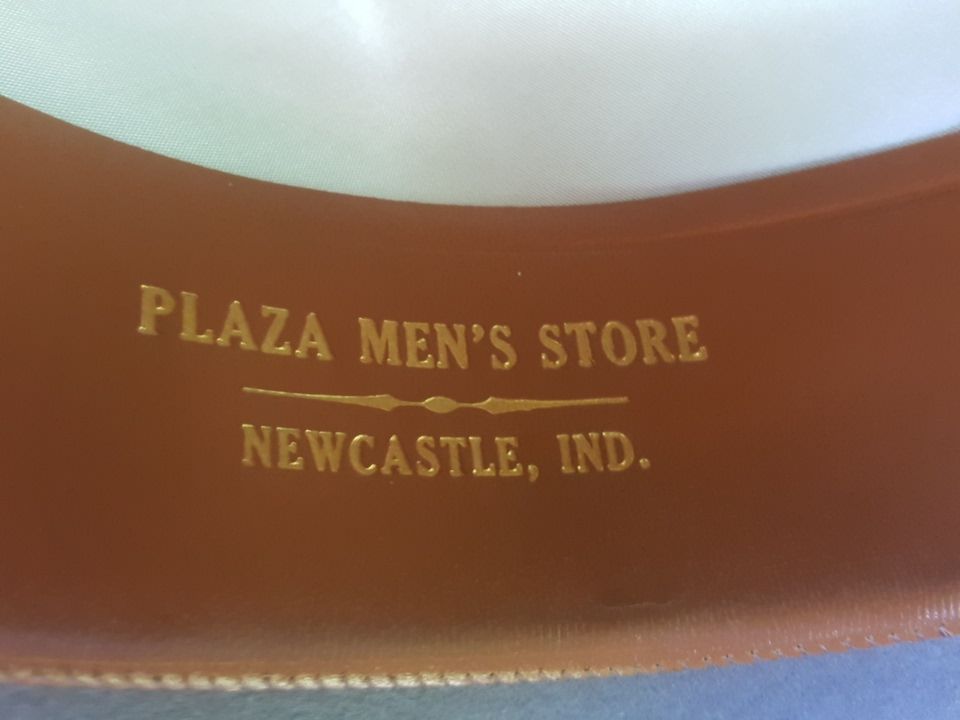 PLAZA MEN'S STORE
NEWCASTLE, IND.